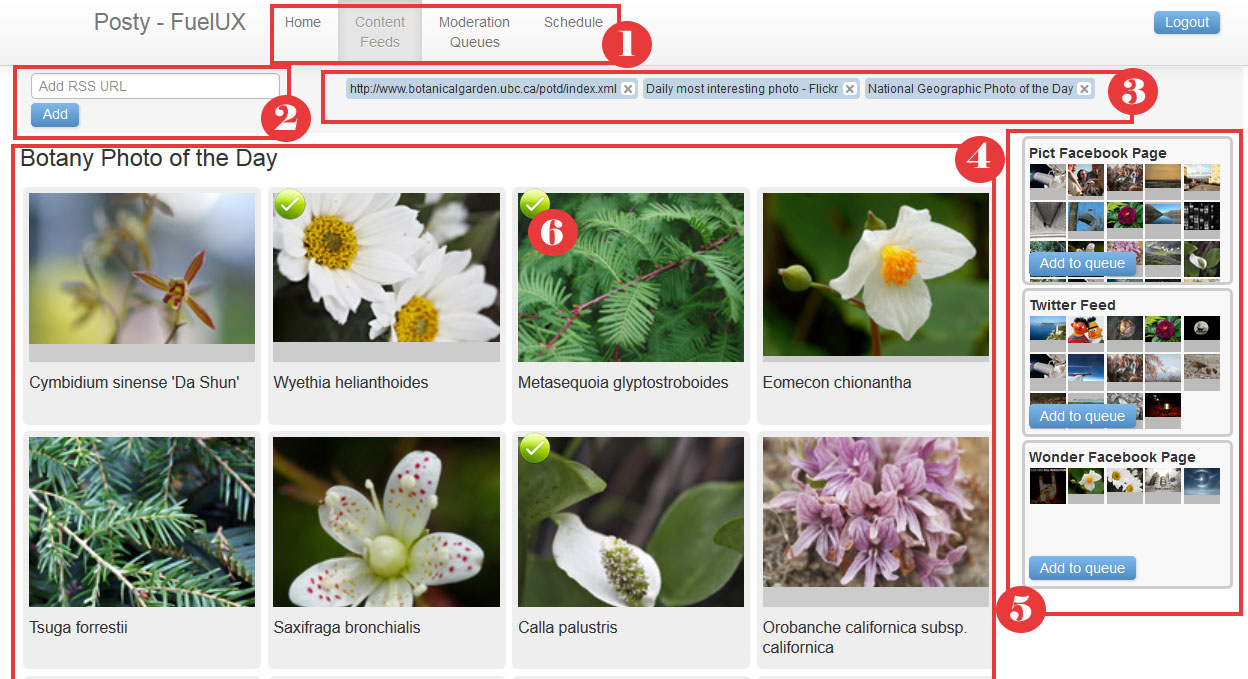 Posty - FuelUX
Home
Content
Feeds
Moderation
Queues
Schedule
1
Logout
Add RSS URL
Add
2
http://www.botanicalgarden.ubc.ca/potd/index.xml
Daily most interesting photo - Flickr
National Geographic Photo of the Day
3
Botany Photo of the Day
4
6
Cymbidium sinense 'Da Shun'
Wyethia helianthoides
Metasequoia glyptostroboides
Eomecon chionantha
Tsuga forrestii
Saxifraga bronchialis
Calla palustris
Orobanche californica subsp.
californica
Pict Facebook Page
Add to queue
Twitter Feed
Add to queue
Wonder Facebook Page
Add to queue
5